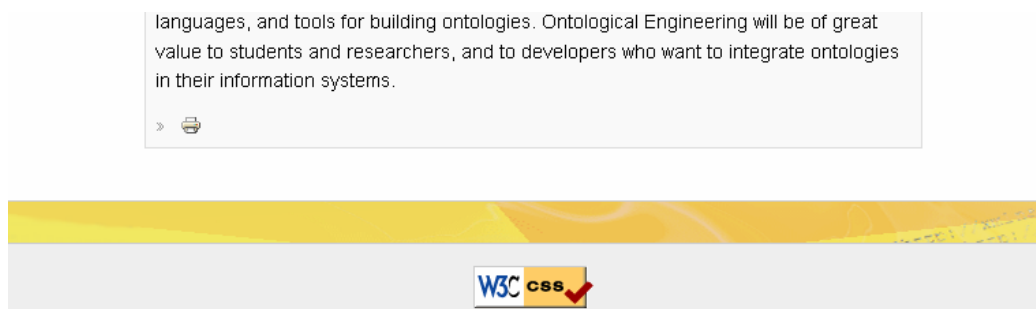 languages, and tools for building ontologies. Ontological Engineering will be of great
value to students and researchers, and to developers who want to integrate ontologies
in their information systems.
»
W3C css